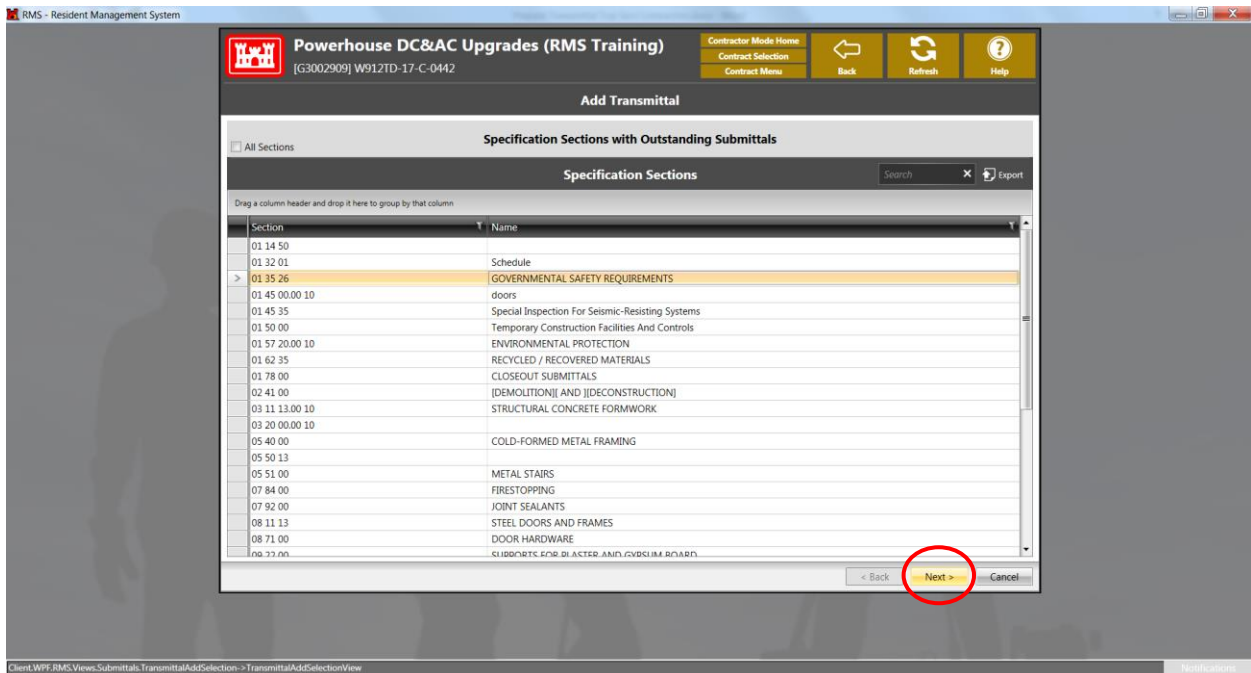 RMS - Resident Management System
Powerhouse DC&AC Upgrades (RMS Training)
[G3002909] W912TD-17-C-0442
Contractor Mode Home
Contract Selection
Contract Menu
Back
Refresh
Help
Add Transmittal
All Sections
Specification Sections with Outstanding Submittals
Specification Sections
Search
Export
Drag a column header and drop it here to group by that column
Section Name
01 14 50
01 32 01 Schedule
01 35 26 GOVERNMENTAL SAFETY REQUIREMENTS
01 45 00.00 10 doors
01 45 35 Special Inspection For Seismic-Resisting Systems
01 50 00 Temporary Construction Facilities And Controls
01 57 20.00 10 ENVIRONMENTAL PROTECTION
01 62 35 RECYCLED / RECOVERED MATERIALS
01 78 00 CLOSEOUT SUBMITTALS
02 41 00 [DEMOLITION][ AND ][DECONSTRUCTION]
03 11 13.00 10 STRUCTURAL CONCRETE FORMWORK
03 20 00.00 10
05 40 00 COLD-FORMED METAL FRAMING
05 50 13
05 51 00 METAL STAIRS
07 84 00 FIRESTOPPING
07 92 00 JOINT SEALANTS
08 11 13 STEEL DOORS AND FRAMES
08 71 00 DOOR HARDWARE
09 22 00 SUPPORTS FOR PLASTER AND GYPSUM BOARD
< Back Next > Cancel
Client.WPF.RMS.Views.Submittals.TransmittalAddSelection->TransmittalAddSelectionView
Notifications